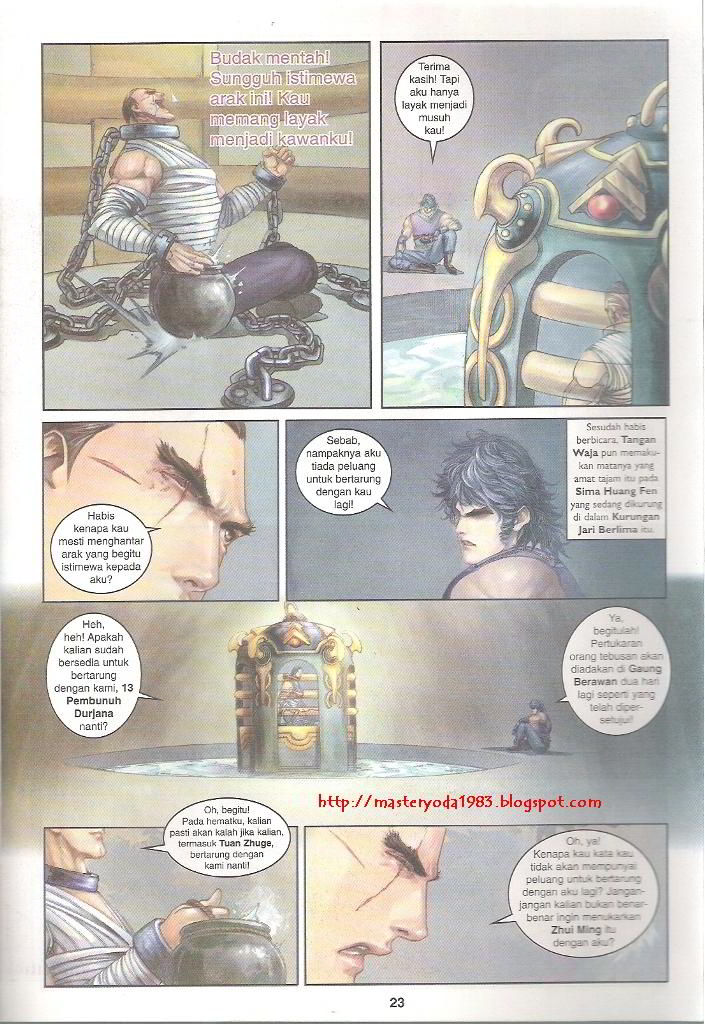 Budak mentah!
Sungguh istimewa
arak ini! Kau
memang layak
menjadi kawanku!
Terima
kasih! Tapi
aku hanya
layak menjadi
musuh
kau!
Habis
kenapa kau
mesti menghantar
arak yang begitu
istimewa kepada
aku?
Sebab,
nampaknya aku
tiada peluang
untuk bertarung
dengan kau
lagi!
Sesudah habis
berbicara, Tangan
Waja pun memaku-
kan matanya yang
amat tajam itu pada
Sima Huang Fen
yang sedang dikurung
di dalam Kurungan
Jari Berlima itu.
Heh,
heh! Apakah
kalian sudah
bersedia untuk
bertarung
dengan kami, 13
Pembunuh
Durjana
nanti?
Ya,
begitulah!
Pertukaran
orang tebusan akan
diadakan di Gaung
Berawan dua hari
lagi seperti yang
telah diper-
setujui!
http://masteryoda1983.blogspot.com
Oh, begitu!
Pada hematku, kalian
pasti akan kalah jika kalian,
termasuk Tuan Zhuge,
bertarung dengan
kami nanti!
Oh, ya!
Kenapa kau kata kau
tidak akan mempunyai
peluang untuk bertarung
dengan aku lagi? Jangan-
jangan kalian bukan benar-
benar ingin menukarkan
Zhui Ming itu
dengan aku?
23